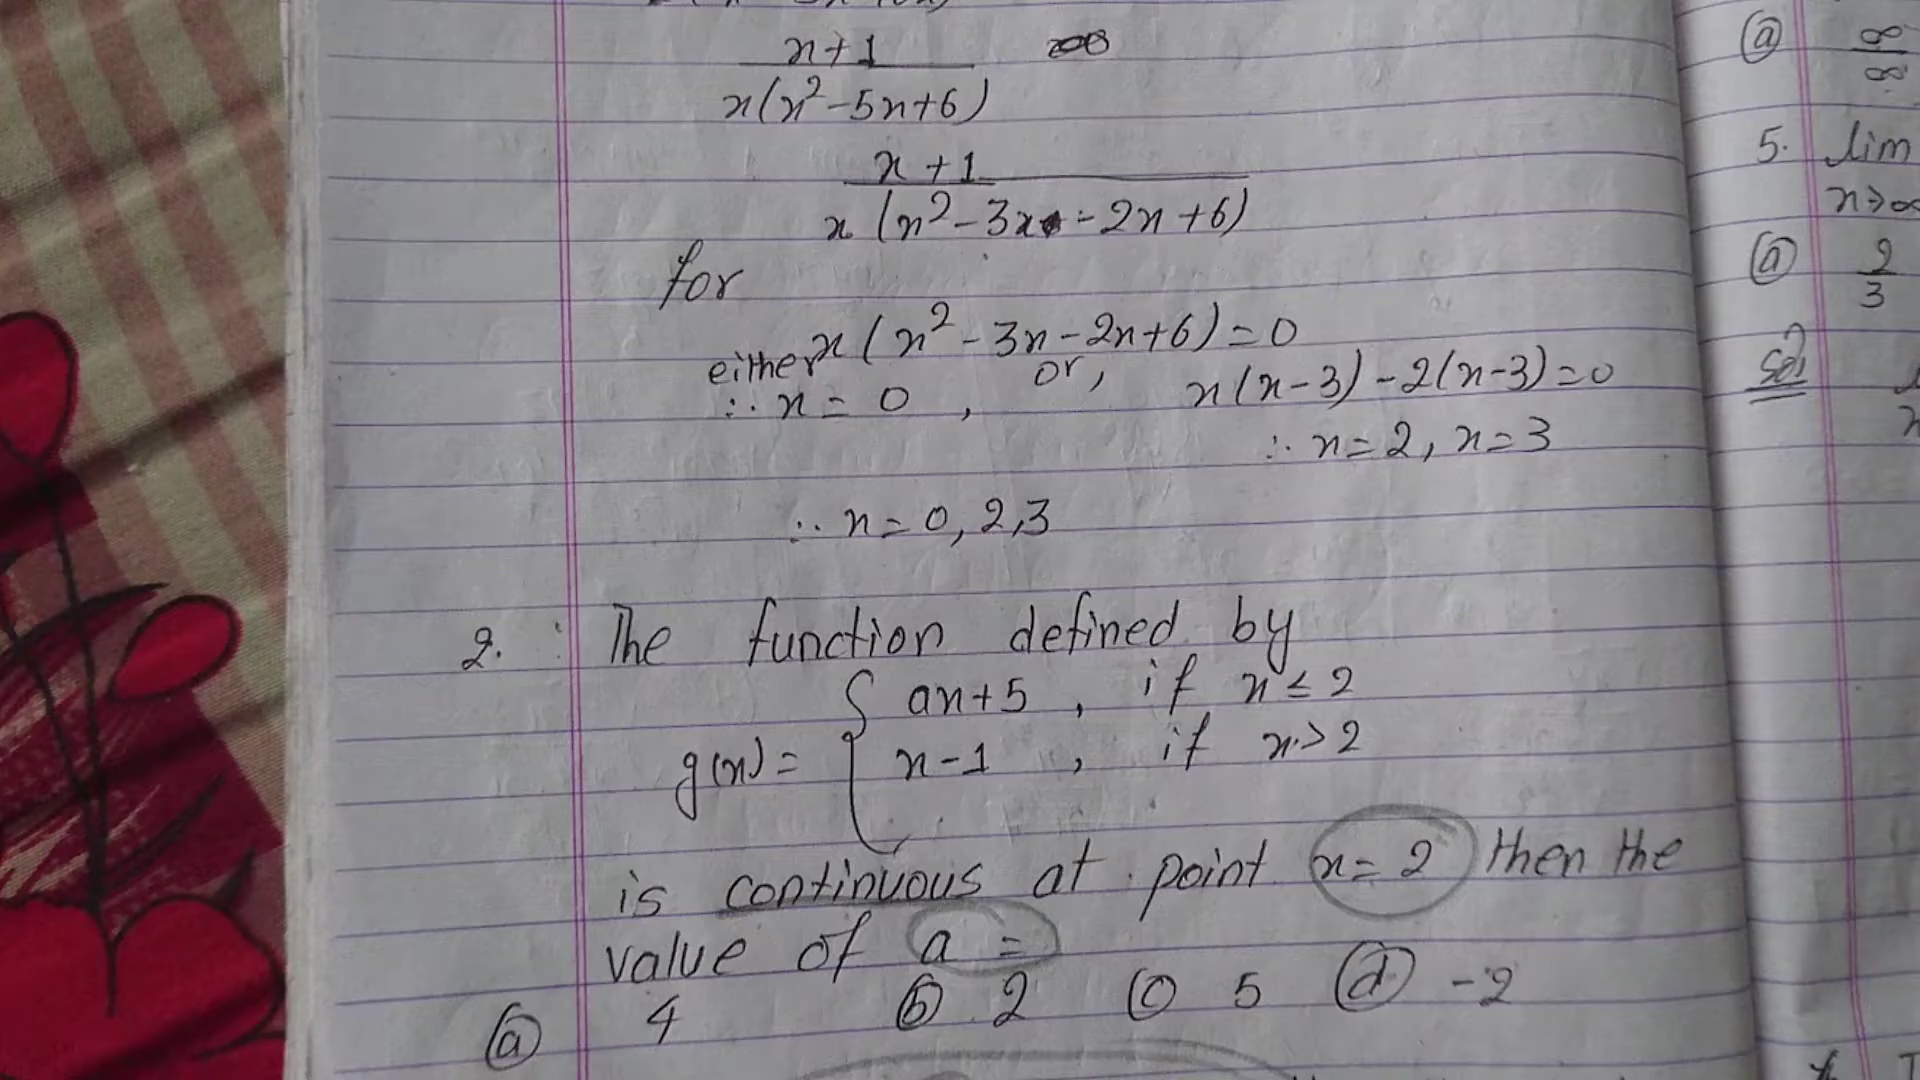 x+1
x(x²-5x+6)
x+1
x(x²-3x-2x+6)
for
x(x²-3x-2x+6)=0
either or, x(x-3)-2(x-3)=0
∴ x=0,
∴ x=2, x=3
∴ x=0,2,3
2. The function defined by
ax+5, if x≤2
g(x)= { x-1, if x>2
is continuous at point x=2 then the
value of a =
(a) 4 (b) 2 (c) 5 (d) -2
(a) ∞/∞
5. lim
x→∞
(a) 2/3